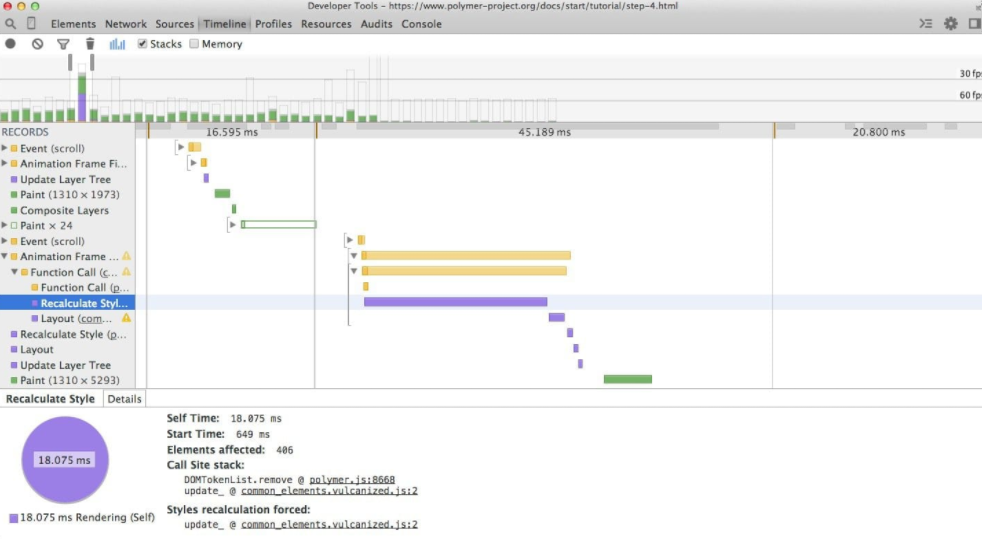 Developer Tools - https://www.polymer-project.org/docs/start/tutorial/step-4.html
Elements Network Sources Timeline Profiles Resources Audits Console
Stacks Memory
30 fps
60 fps
RECORDS 16.595 ms 45.189 ms 20.800 ms
Event (scroll)
Animation Frame Fi...
Update Layer Tree
Paint (1310 × 1973)
Composite Layers
Paint × 24
Event (scroll)
Animation Frame ...
Function Call (c...
Function Call (p...
Recalculate Styl...
Layout (com...
Recalculate Style (p...
Layout
Update Layer Tree
Paint (1310 × 5293)
Recalculate Style Details
Self Time: 18.075 ms
Start Time: 649 ms
Elements affected: 406
Call Site stack:
DOMTokenList.remove @ polymer.js:8668
update_ @ common_elements.vulcanized.js:2
Styles recalculation forced:
update_ @ common_elements.vulcanized.js:2
18.075 ms
18.075 ms Rendering (Self)